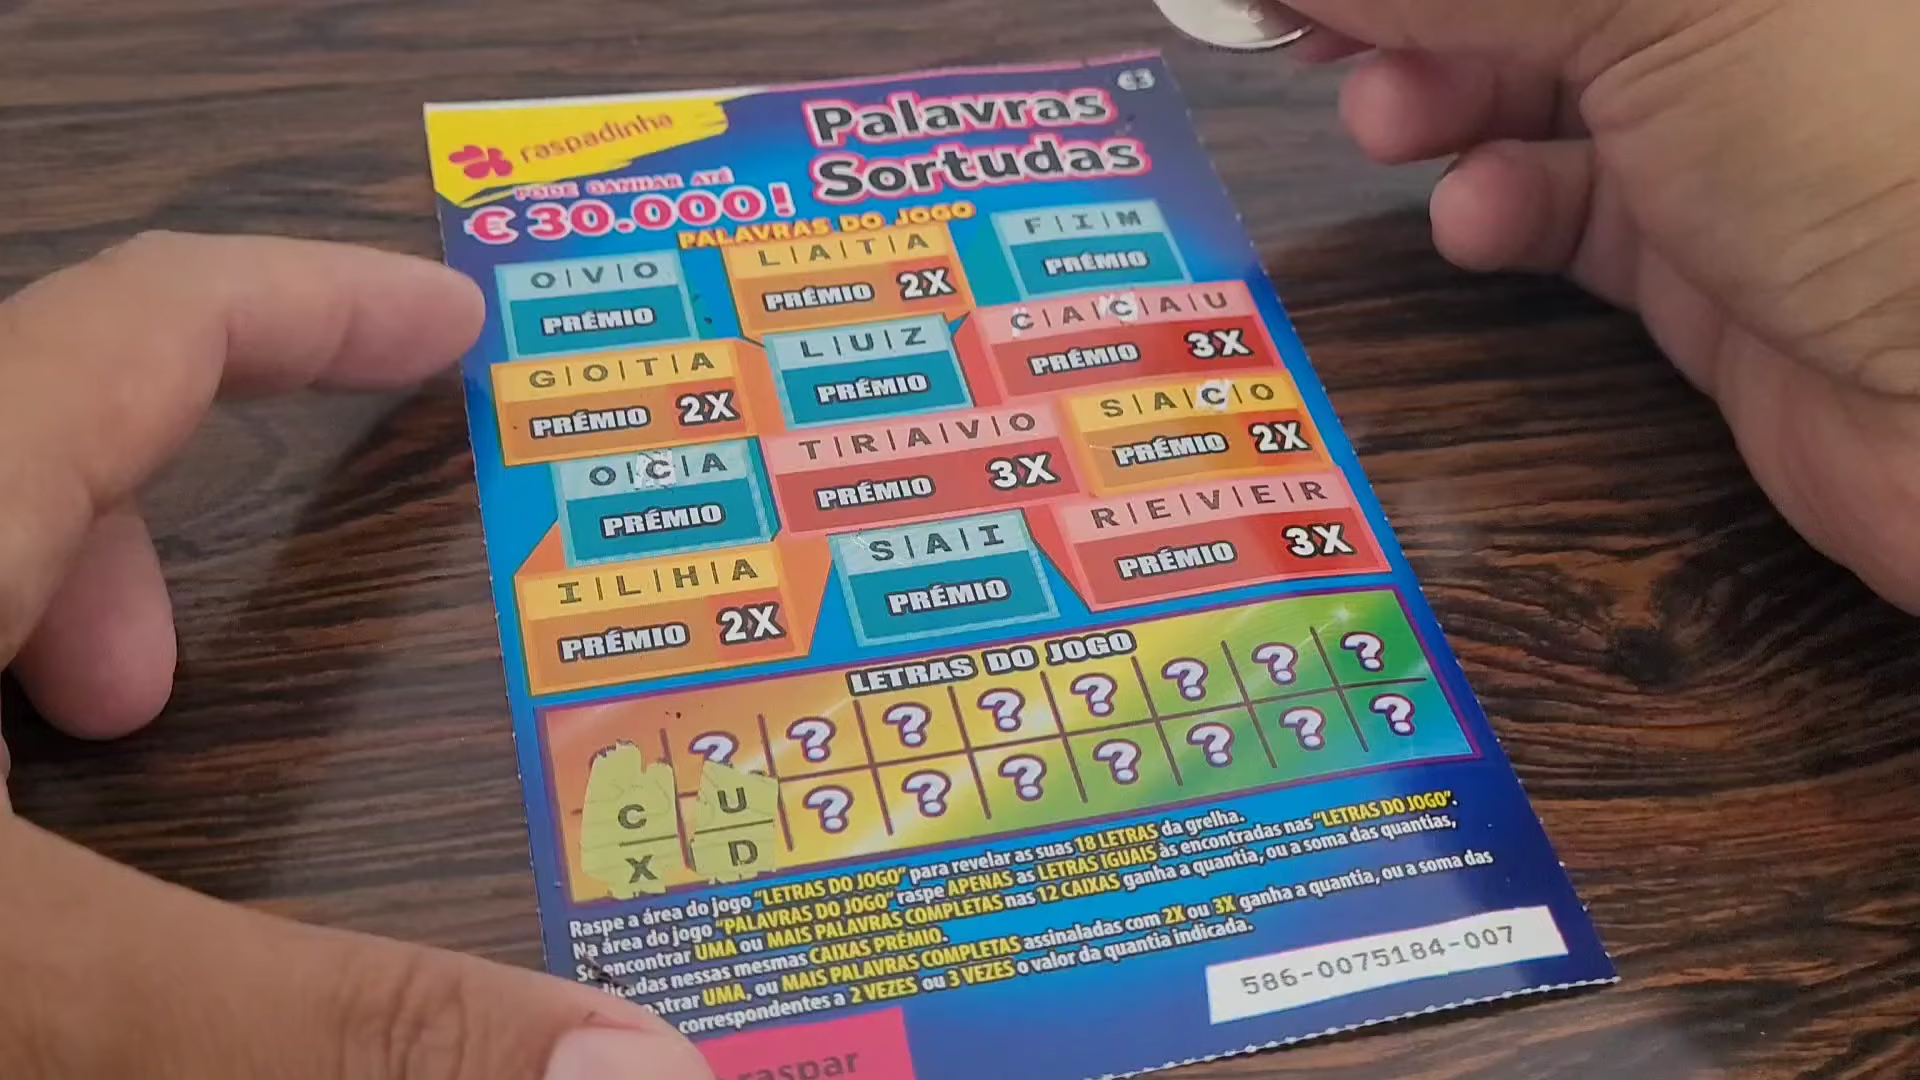 €3
raspadinha
Palavras
Sortudas
PODE GANHAR ATÉ
€ 30.000!
PALAVRAS DO JOGO
O|V|O
PRÉMIO
L|A|T|A
PRÉMIO 2X
F|I|M
PRÉMIO
G|O|T|A
PRÉMIO 2X
L|U|Z
PRÉMIO
C|A|C|A|U
PRÉMIO 3X
O|C|A
PRÉMIO
T|R|A|V|O
PRÉMIO 3X
S|A|C|O
PRÉMIO 2X
I|L|H|A
PRÉMIO 2X
S|A|I
PRÉMIO
R|E|V|E|R
PRÉMIO 3X
LETRAS DO JOGO
? ? ? ? ? ? ? ?
C U
? ? ? ? ? ? ?
X D
Raspe a área do jogo "LETRAS DO JOGO" para revelar as suas 18 LETRAS da grelha.
Na área do jogo "PALAVRAS DO JOGO" raspe APENAS as LETRAS IGUAIS às encontradas nas "LETRAS DO JOGO".
Se encontrar UMA ou MAIS PALAVRAS COMPLETAS nas 12 CAIXAS ganha a quantia, ou a soma das quantias,
nessas mesmas CAIXAS PRÉMIO.
UMA, ou MAIS PALAVRAS COMPLETAS assinaladas com 2X ou 3X ganha a quantia, ou a soma das
correspondentes a 2 VEZES ou 3 VEZES o valor da quantia indicada.
586-0075184-007
raspar